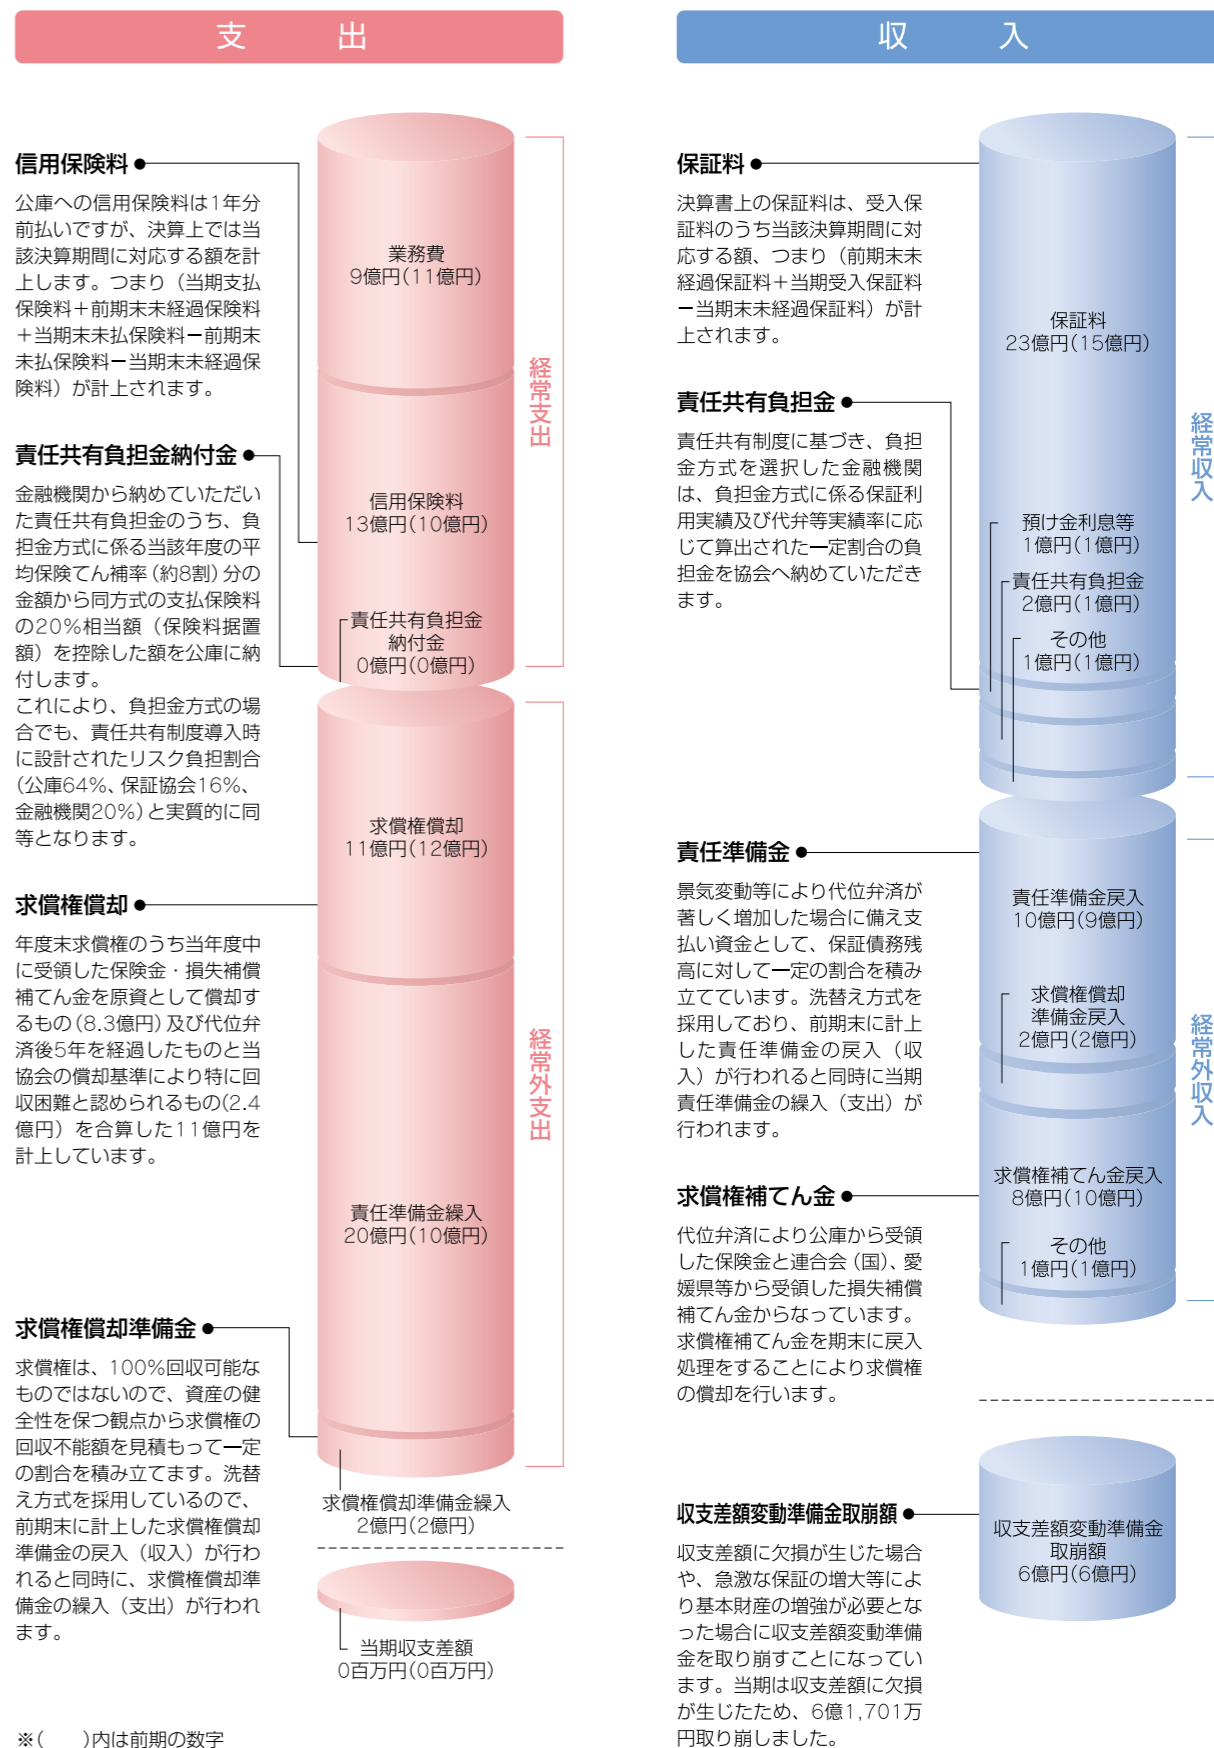 支　出
信用保険料
公庫への信用保険料は1年分
前払いですが、決算上では当
該決算期間に対応する額を計
上します。つまり（当期支払
保険料＋前期末未経過保険料
＋当期末未払保険料ー前期末
未払保険料ー当期末未経過保
険料）が計上されます。
責任共有負担金納付金
金融機関から納めていただい
た責任共有負担金のうち、負
担金方式に係る当該年度の平
均保険てん補率（約8割）分の
金額から同方式の支払保険料
の20%相当額（保険料据置
額）を控除した額を公庫に納
付します。
これにより、負担金方式の場
合でも、責任共有制度導入時
に設計されたリスク負担割合
（公庫64%、保証協会16%、
金融機関20%）と実質的に同
等となります。
求償権償却
年度末求償権のうち当年度中
に受領した保険金・損失補償
補てん金を原資として償却す
るもの（8.3億円）及び代位弁
済後5年を経過したものと当
協会の償却基準により特に回
収困難と認められるもの(2.4
億円）を合算した11億円を
計上しています。
求償権償却準備金
求償権は、100%回収可能な
ものではないので、資産の健
全性を保つ観点から求償権の
回収不能額を見積もって一定
の割合を積み立てます。洗替
え方式を採用しているので、
前期末に計上した求償権償却
準備金の戻入（収入）が行わ
れると同時に、求償権償却準
備金の繰入（支出）が行われ
ます。
※(　　)内は前期の数字
業務費
9億円(11億円)
信用保険料
13億円(10億円)
責任共有負担金
納付金
0億円(0億円)
経常支出
求償権償却
11億円(12億円)
責任準備金繰入
20億円(10億円)
求償権償却準備金繰入
2億円(2億円)
経常外支出
当期収支差額
0百万円(0百万円)
収　入
保証料
決算書上の保証料は、受入保
証料のうち当該決算期間に対
応する額、つまり（前期末未
経過保証料＋当期受入保証料
ー当期末未経過保証料）が計
上されます。
責任共有負担金
責任共有制度に基づき、負担
金方式を選択した金融機関
は、負担金方式に係る保証利
用実績及び代弁等実績率に応
じて算出された一定割合の負
担金を協会へ納めていただき
ます。
責任準備金
景気変動等により代位弁済が
著しく増加した場合に備え支
払い資金として、保証債務残
高に対して一定の割合を積み
立てています。洗替え方式を
採用しており、前期末に計上
した責任準備金の戻入（収
入）が行われると同時に当期
責任準備金の繰入（支出）が
行われます。
求償権補てん金
代位弁済により公庫から受領
した保険金と連合会（国）、愛
媛県等から受領した損失補償
補てん金からなっています。
求償権補てん金を期末に戻入
処理をすることにより求償権
の償却を行います。
収支差額変動準備金取崩額
収支差額に欠損が生じた場合
や、急激な保証の増大等によ
り基本財産の増強が必要とな
った場合に収支差額変動準備
金を取り崩すことになってい
ます。当期は収支差額に欠損
が生じたため、6億1,701万
円取り崩しました。
保証料
23億円(15億円)
預け金利息等
1億円(1億円)
責任共有負担金
2億円(1億円)
その他
1億円(1億円)
経常収入
責任準備金戻入
10億円(9億円)
求償権償却
準備金戻入
2億円(2億円)
求償権補てん金戻入
8億円(10億円)
その他
1億円(1億円)
経常外収入
収支差額変動準備金
取崩額
6億円(6億円)